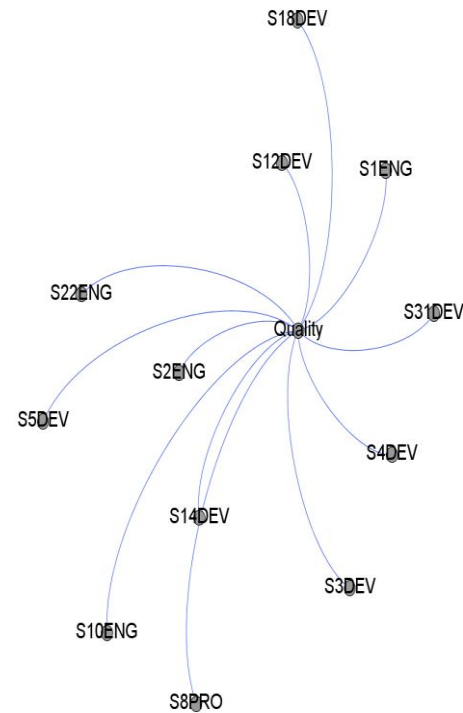 S18DEV
S12DEV
S1ENG
S22ENG
S31DEV
Quality
S2ENG
S5DEV
S4DEV
S14DEV
S3DEV
S10ENG
S8PRO